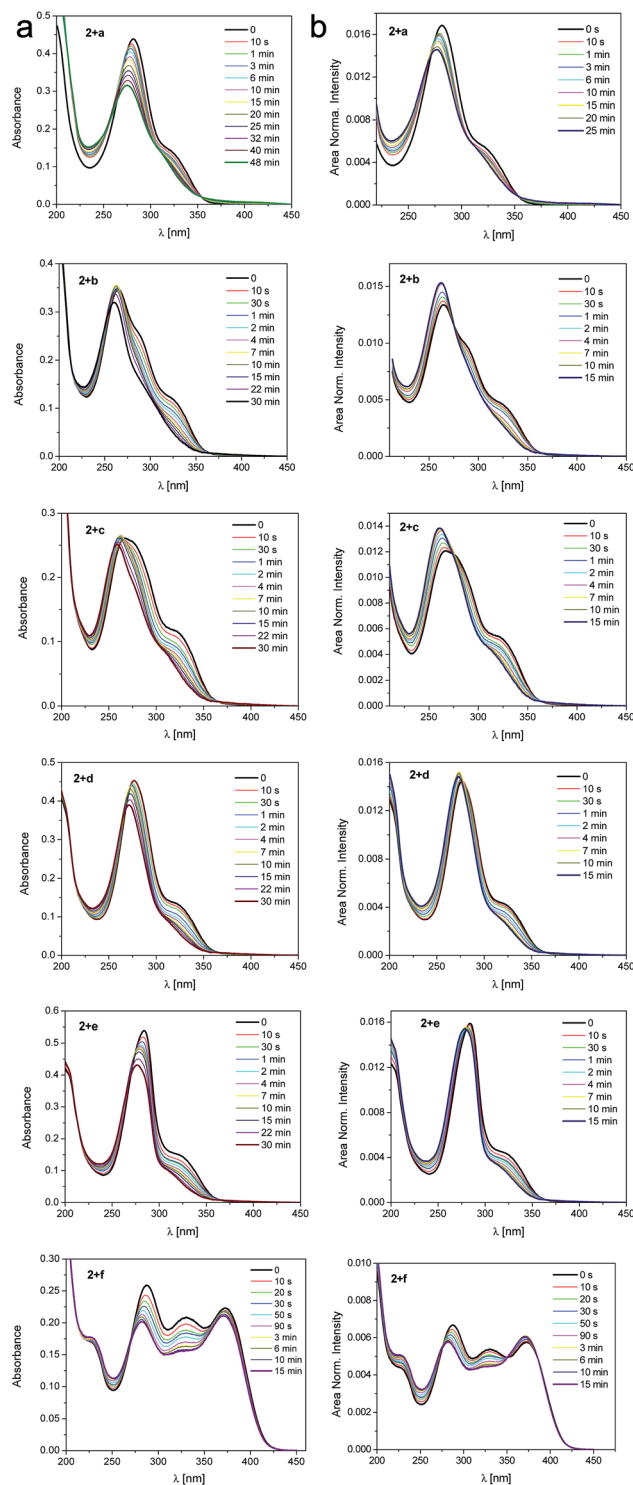 a
2+a
0
10 s
1 min
3 min
6 min
10 min
15 min
20 min
25 min
32 min
40 min
48 min
0.5
0.4
0.3
0.2
0.1
0.0
Absorbance
200 250 300 350 400 450
λ [nm]
b
2+a
0 s
10 s
1 min
3 min
6 min
10 min
15 min
20 min
25 min
0.016
0.012
0.008
0.004
0.000
Area Norma. Intensity
250 300 350 400 450
λ [nm]
2+b
0
10 s
30 s
1 min
2 min
4 min
7 min
10 min
15 min
22 min
30 min
0.4
0.3
0.2
0.1
0.0
Absorbance
200 250 300 350 400 450
λ [nm]
2+b
0
10 s
30 s
1 min
2 min
4 min
7 min
10 min
15 min
0.015
0.010
0.005
0.000
Area Norm. Intensity
250 300 350 400 450
λ [nm]
2+c
0
10 s
30 s
1 min
2 min
4 min
7 min
10 min
15 min
22 min
30 min
0.3
0.2
0.1
0.0
Absorbance
200 250 300 350 400 450
λ [nm]
2+c
0
10 s
30 s
1 min
2 min
4 min
7 min
10 min
15 min
0.014
0.012
0.010
0.008
0.006
0.004
0.002
0.000
Area Norm. Intensity
200 250 300 350 400 450
λ [nm]
2+d
0
10 s
30 s
1 min
2 min
4 min
7 min
10 min
15 min
22 min
30 min
0.5
0.4
0.3
0.2
0.1
0.0
Absorbance
200 250 300 350 400 450
λ [nm]
2+d
0
10 s
30 s
1 min
2 min
4 min
7 min
10 min
15 min
0.016
0.012
0.008
0.004
0.000
Area Norm. Intensity
200 250 300 350 400 450
λ [nm]
2+e
0
10 s
30 s
1 min
2 min
4 min
7 min
10 min
15 min
22 min
30 min
0.6
0.5
0.4
0.3
0.2
0.1
0.0
Absorbance
200 250 300 350 400 450
λ [nm]
2+e
0
10 s
30 s
1 min
2 min
4 min
7 min
10 min
15 min
0.016
0.012
0.008
0.004
0.000
Area Norm. Intensity
200 250 300 350 400 450
λ [nm]
2+f
0
10 s
20 s
30 s
50 s
90 s
3 min
6 min
10 min
15 min
0.30
0.25
0.20
0.15
0.10
0.05
0.00
Absorbance
200 250 300 350 400 450
λ [nm]
2+f
0 s
10 s
20 s
30 s
50 s
90 s
3 min
6 min
10 min
15 min
0.010
0.008
0.006
0.004
0.002
0.000
Area Norm. Intensity
200 250 300 350 400 450
λ [nm]